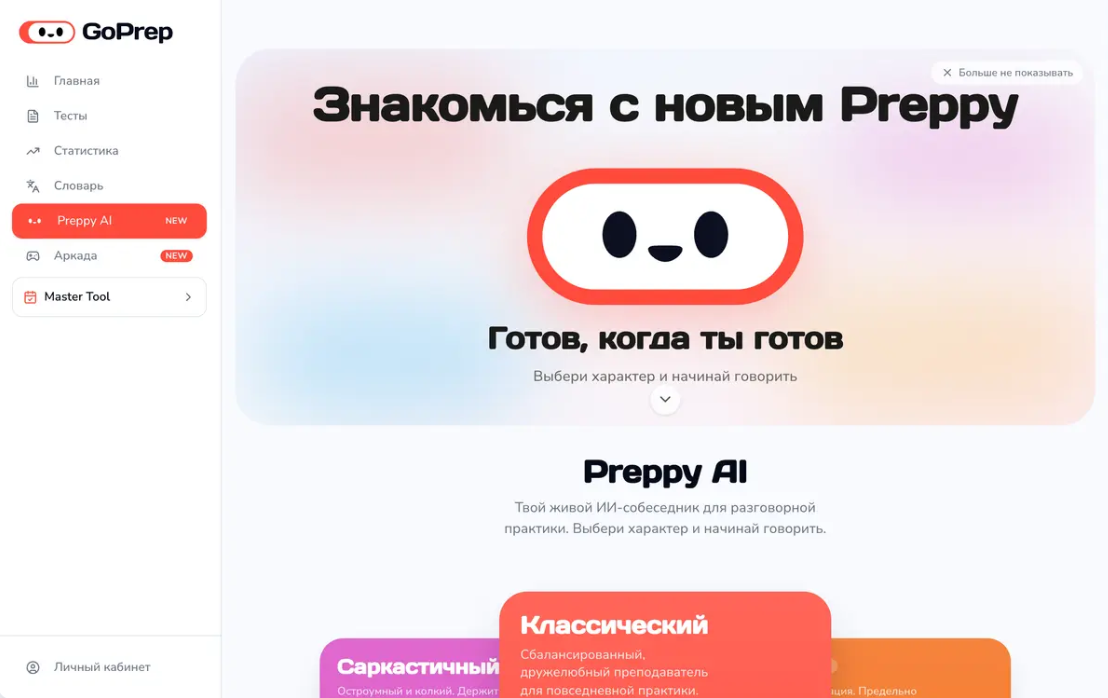 GoPrep
Главная
Тесты
Статистика
Словарь
Preppy AI NEW
Аркада NEW
Master Tool
Личный кабинет
Больше не показывать
Знакомься с новым Preppy
Готов, когда ты готов
Выбери характер и начинай говорить
Preppy AI
Твой живой ИИ-собеседник для разговорной
практики. Выбери характер и начинай говорить.
Саркастичный
Остроумный и колкий. Держит
Классический
Сбалансированный,
дружелюбный преподаватель
для повседневной практики.
Предельно